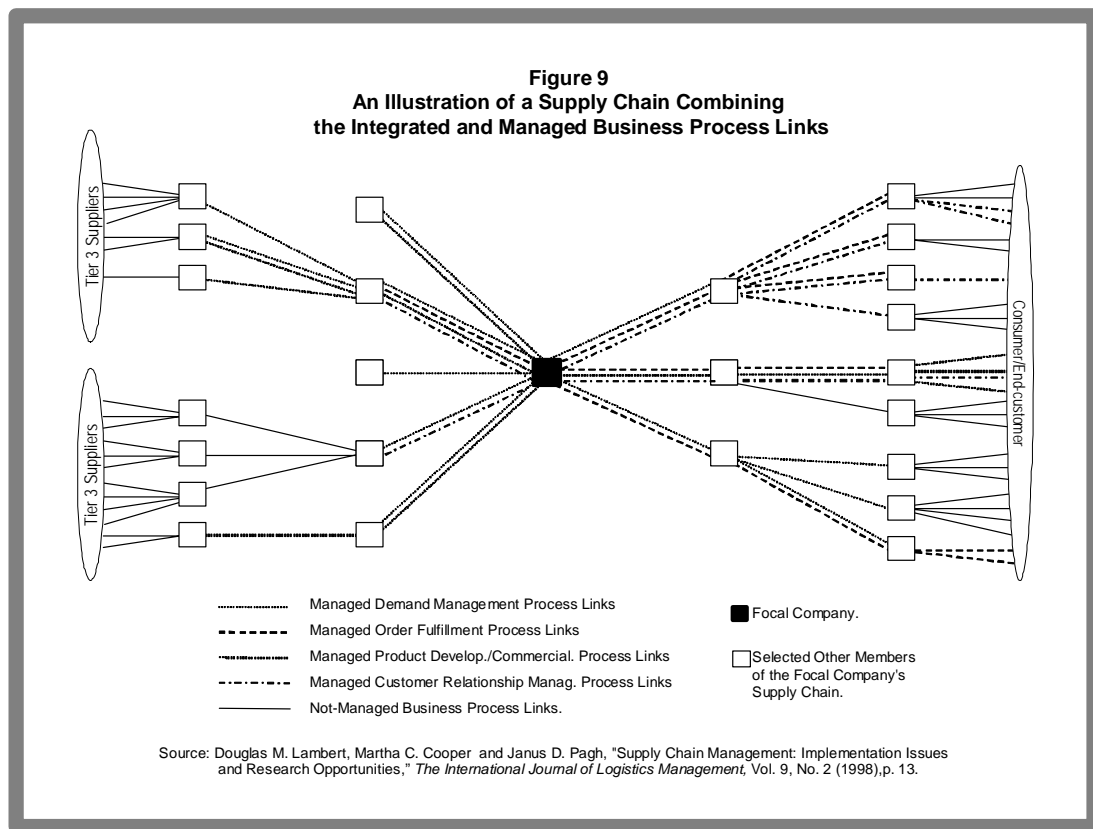 Figure 9
An Illustration of a Supply Chain Combining
the Integrated and Managed Business Process Links
Tier 3 Suppliers
Tier 3 Suppliers
Consumer/End-customer
Managed Demand Management Process Links
Managed Order Fulfillment Process Links
Managed Product Develop./Commercial. Process Links
Managed Customer Relationship Manag. Process Links
Not-Managed Business Process Links.
Focal Company.
Selected Other Members
of the Focal Company's
Supply Chain.
Source: Douglas M. Lambert, Martha C. Cooper and Janus D. Pagh, "Supply Chain Management: Implementation Issues
and Research Opportunities," The International Journal of Logistics Management, Vol. 9, No. 2 (1998),p. 13.